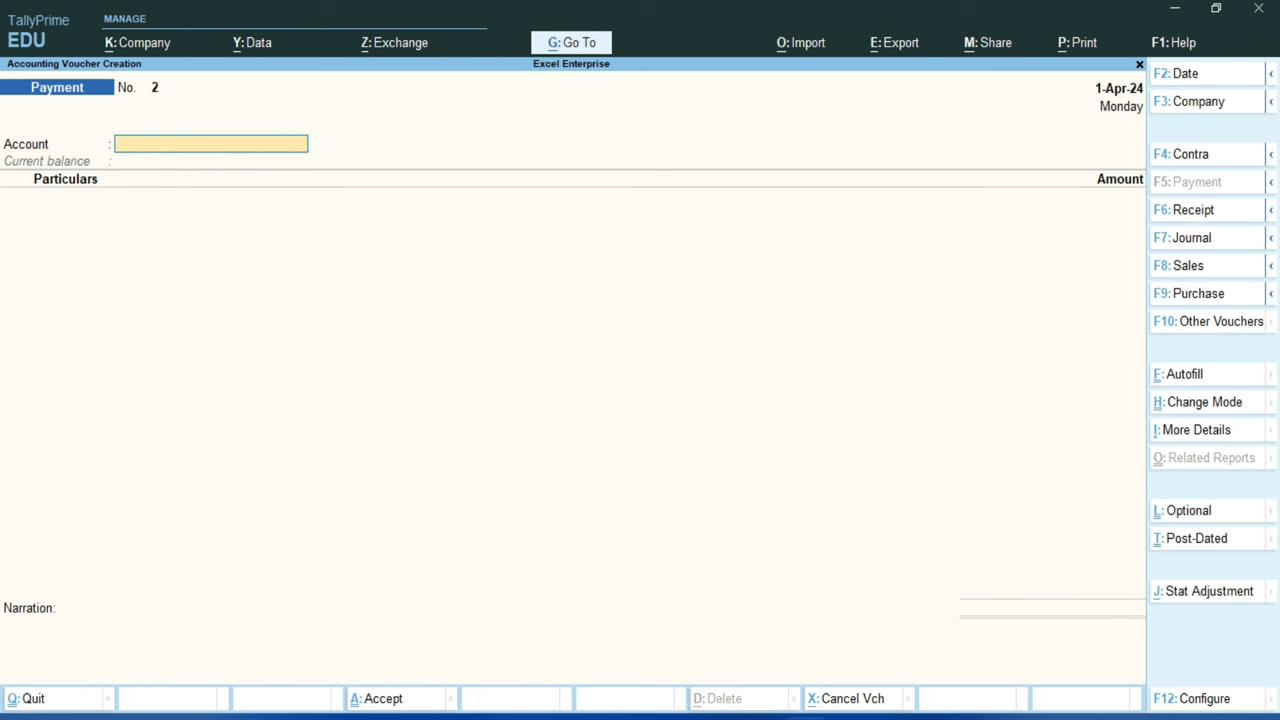 TallyPrime
EDU
MANAGE
K: Company
Y: Data
Z: Exchange
G: Go To
O: Import
E: Export
M: Share
P: Print
F1: Help
Accounting Voucher Creation
Excel Enterprise
×
Payment No. 2
1-Apr-24
Monday
Account :
Current balance :
Particulars
Amount
Narration:
F2: Date
F3: Company
F4: Contra
F5: Payment
F6: Receipt
F7: Journal
F8: Sales
F9: Purchase
F10: Other Vouchers
F: Autofill
H: Change Mode
I: More Details
O: Related Reports
L: Optional
T: Post-Dated
J: Stat Adjustment
Q: Quit
A: Accept
D: Delete
X: Cancel Vch
F12: Configure